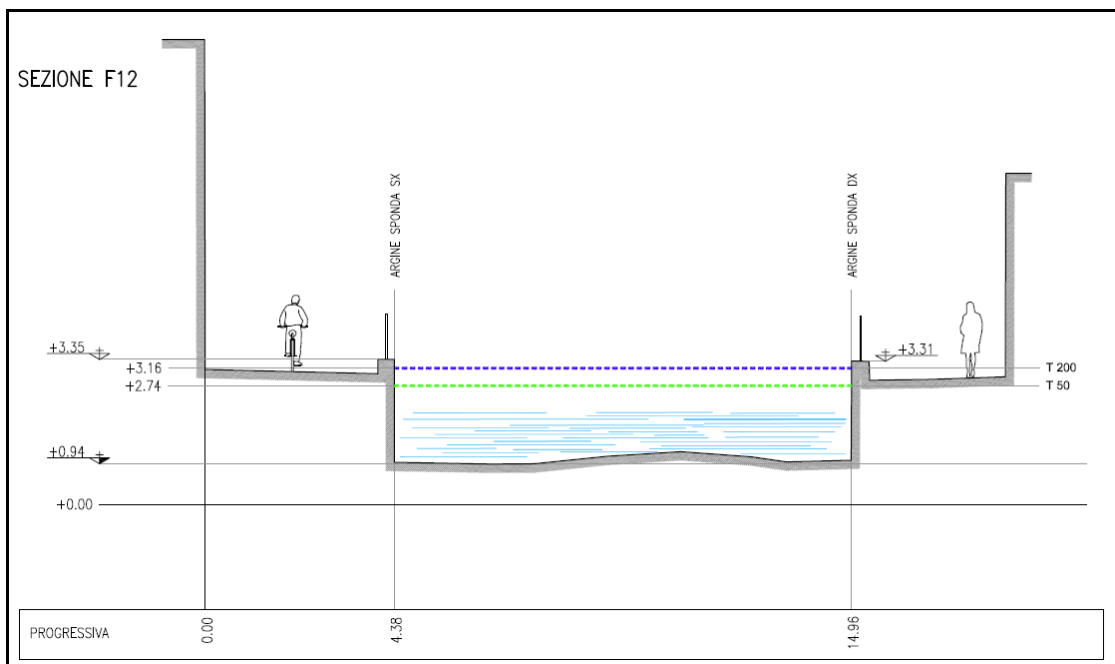 SEZIONE F12
ARGINE SPONDA SX
ARGINE SPONDA DX
+3.35
+3.31
+3.16
T 200
+2.74
T 50
+0.94
+0.00
PROGRESSIVA
0.00
4.38
14.96